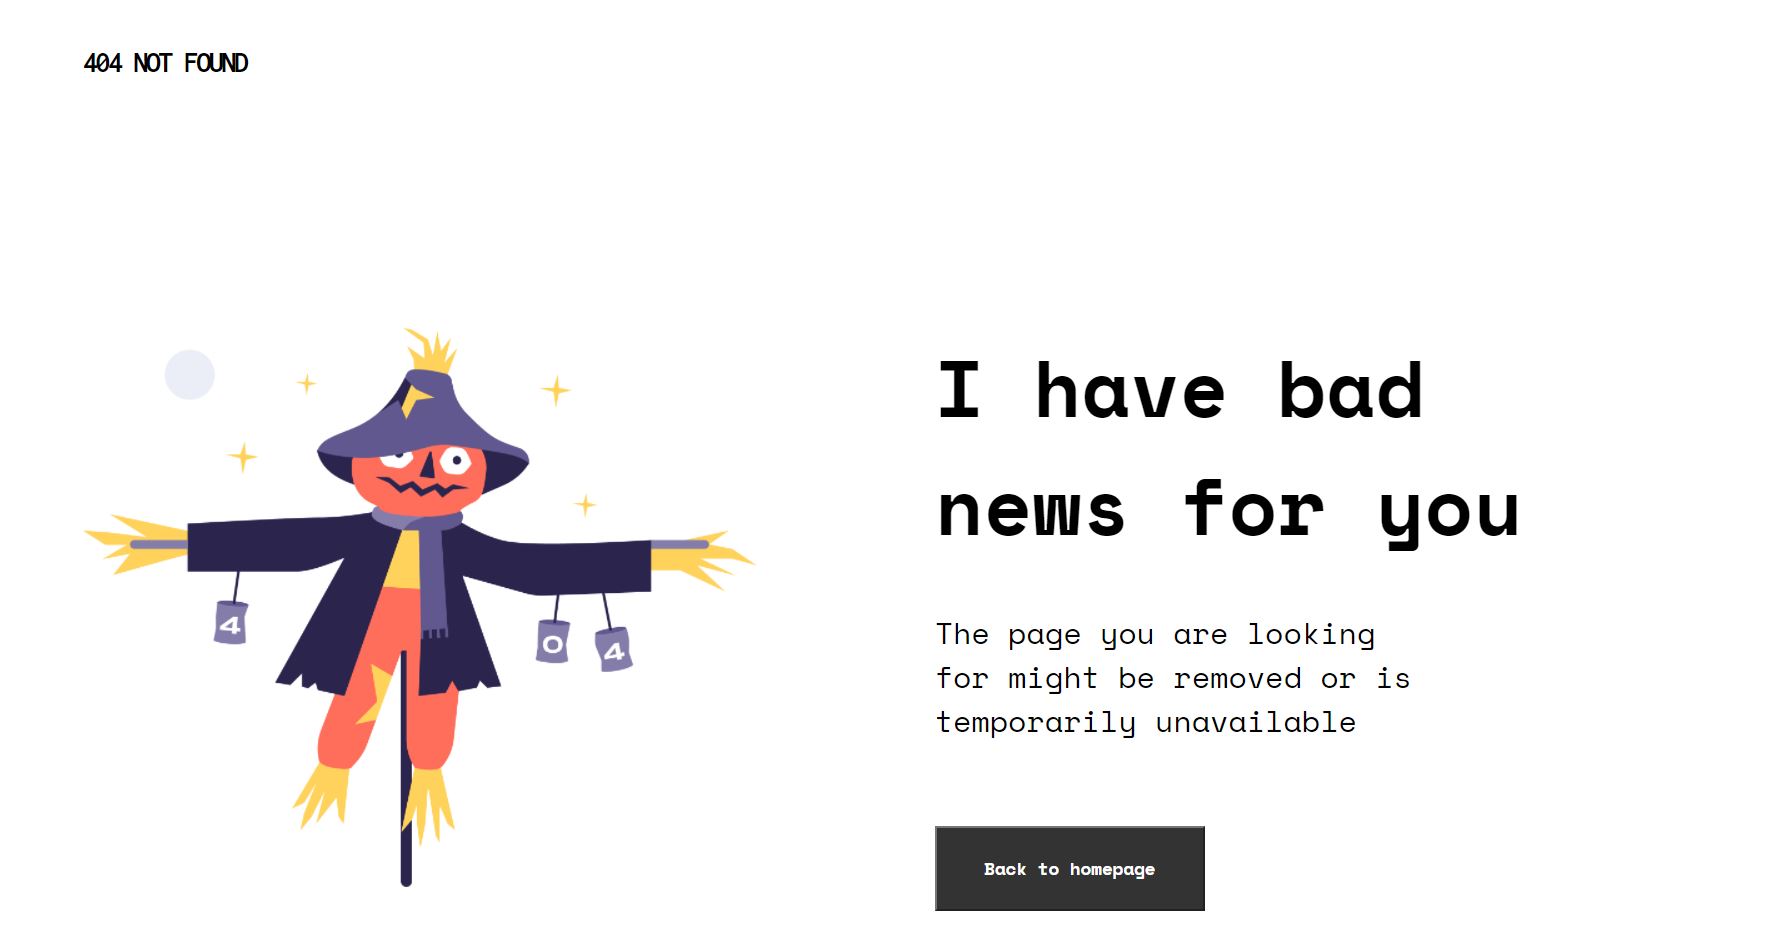 404 NOT FOUND
I have bad
news for you
4
0
4
The page you are looking
for might be removed or is
temporarily unavailable
Back to homepage